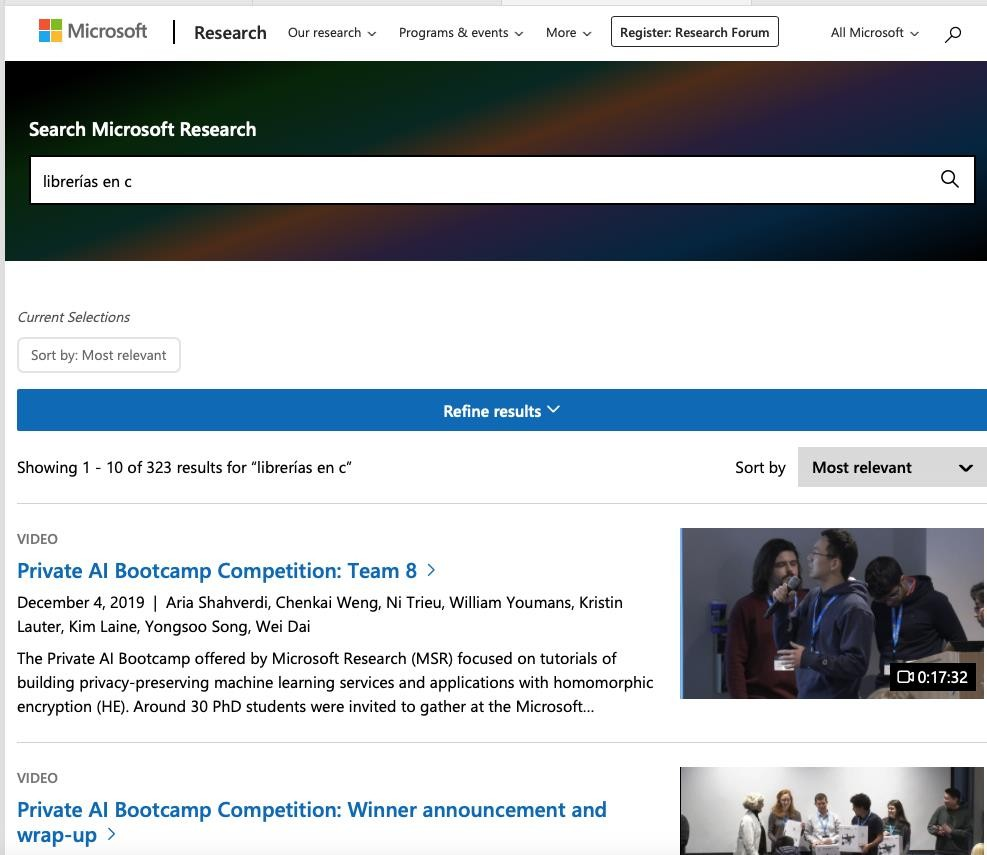 Microsoft
Research
Our research
Programs & events
More
Register: Research Forum
All Microsoft
Search Microsoft Research
librerías en c
Current Selections
Sort by: Most relevant
Refine results
Showing 1 - 10 of 323 results for “librerías en c”
Sort by
Most relevant
VIDEO
Private AI Bootcamp Competition: Team 8
December 4, 2019 | Aria Shahverdi, Chenkai Weng, Ni Trieu, William Youmans, Kristin
Lauter, Kim Laine, Yongsoo Song, Wei Dai
The Private AI Bootcamp offered by Microsoft Research (MSR) focused on tutorials of
building privacy-preserving machine learning services and applications with homomorphic
encryption (HE). Around 30 PhD students were invited to gather at the Microsoft...
0:17:32
VIDEO
Private AI Bootcamp Competition: Winner announcement and
wrap-up